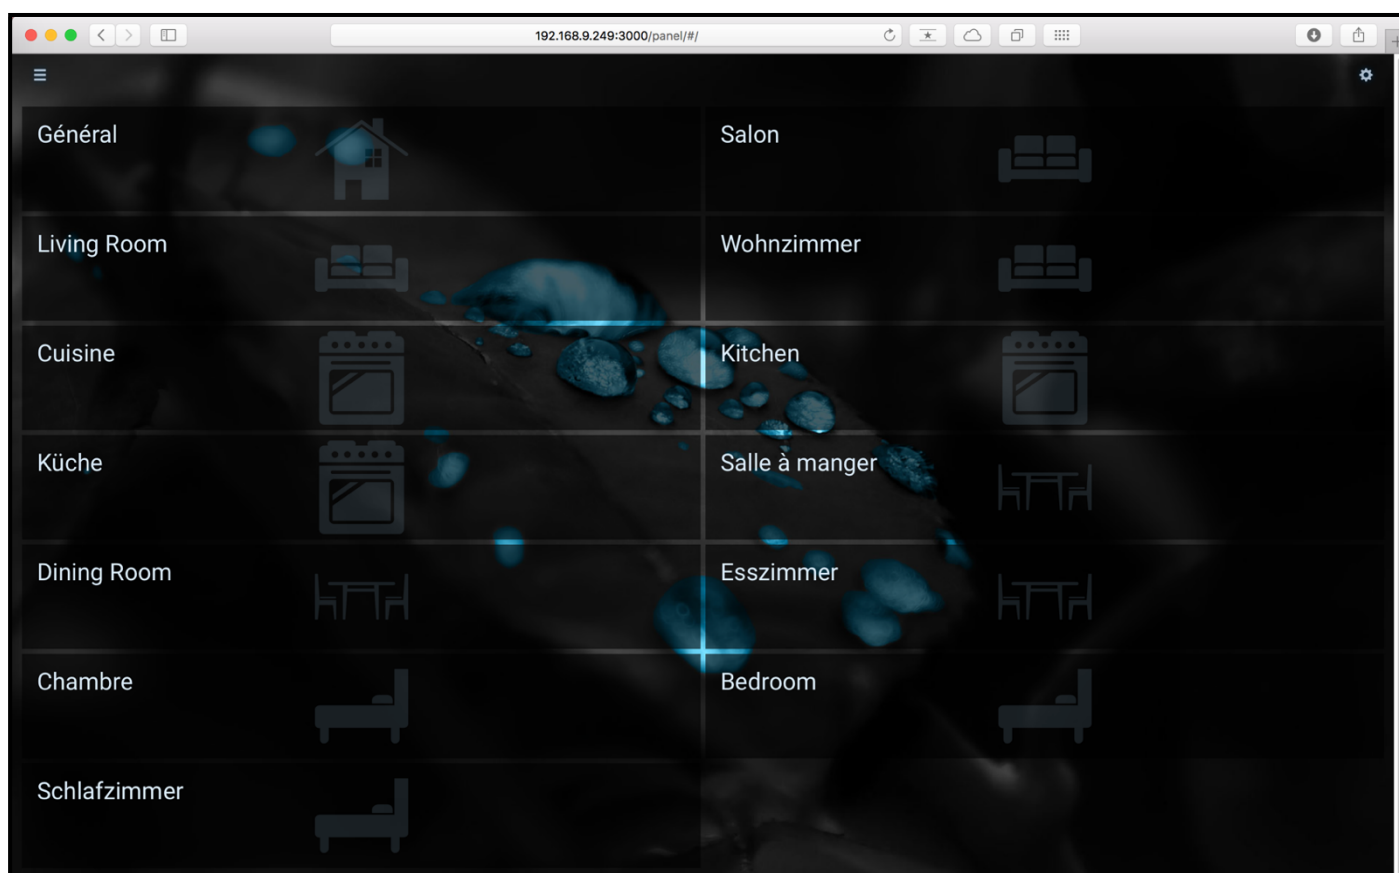 192.168.9.249:3000/panel/#/
Général
Salon
Living Room
Wohnzimmer
Cuisine
Kitchen
Küche
Salle à manger
Dining Room
Esszimmer
Chambre
Bedroom
Schlafzimmer